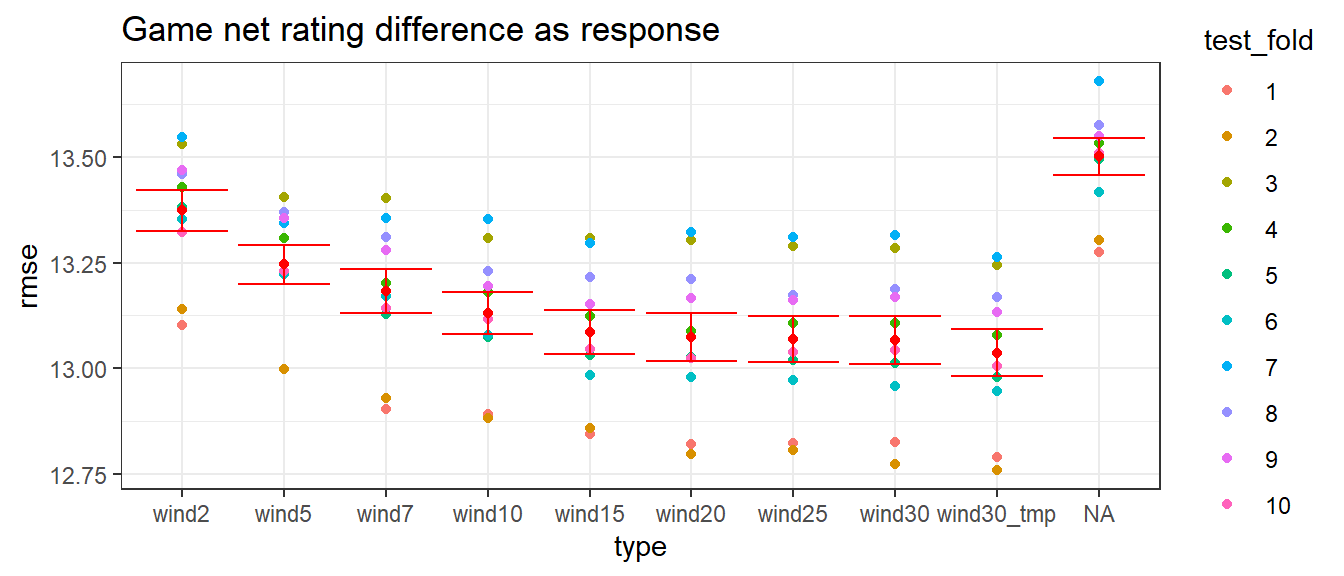 Game net rating difference as response
rmse
13.50
13.25
13.00
12.75
wind2 wind5 wind7 wind10 wind15 wind20 wind25 wind30 wind30_tmp NA
type
test_fold
1
2
3
4
5
6
7
8
9
10